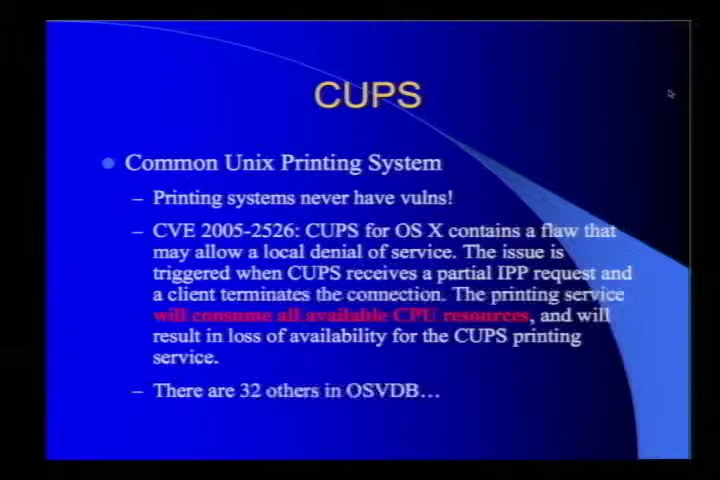 CUPS
Common Unix Printing System
– Printing systems never have vulns!
– CVE 2005-2526: CUPS for OS X contains a flaw that
may allow a local denial of service. The issue is
triggered when CUPS receives a partial IPP request and
a client terminates the connection. The printing service
will consume all available CPU resources, and will
result in loss of availability for the CUPS printing
service.
– There are 32 others in OSVDB…